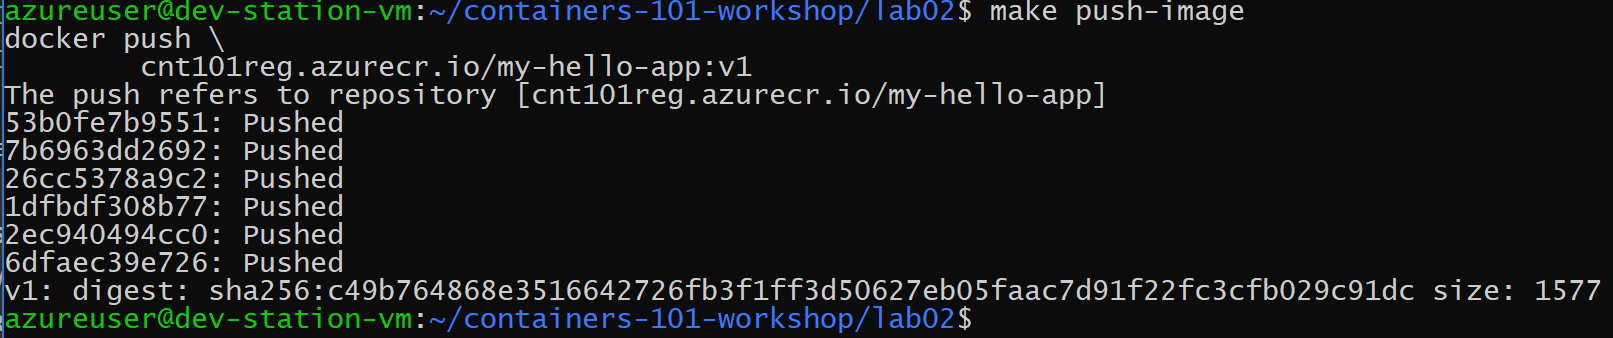 azureuser@dev-station-vm:~/containers-101-workshop/lab02$ make push-image
docker push \
        cnt101reg.azurecr.io/my-hello-app:v1
The push refers to repository [cnt101reg.azurecr.io/my-hello-app]
53b0fe7b9551: Pushed
7b6963dd2692: Pushed
26cc5378a9c2: Pushed
1dfbdf308b77: Pushed
2ec940494cc0: Pushed
6dfaec39e726: Pushed
v1: digest: sha256:c49b764868e3516642726fb3f1ff3d50627eb05faac7d91f22fc3cfb029c91dc size: 1577
azureuser@dev-station-vm:~/containers-101-workshop/lab02$